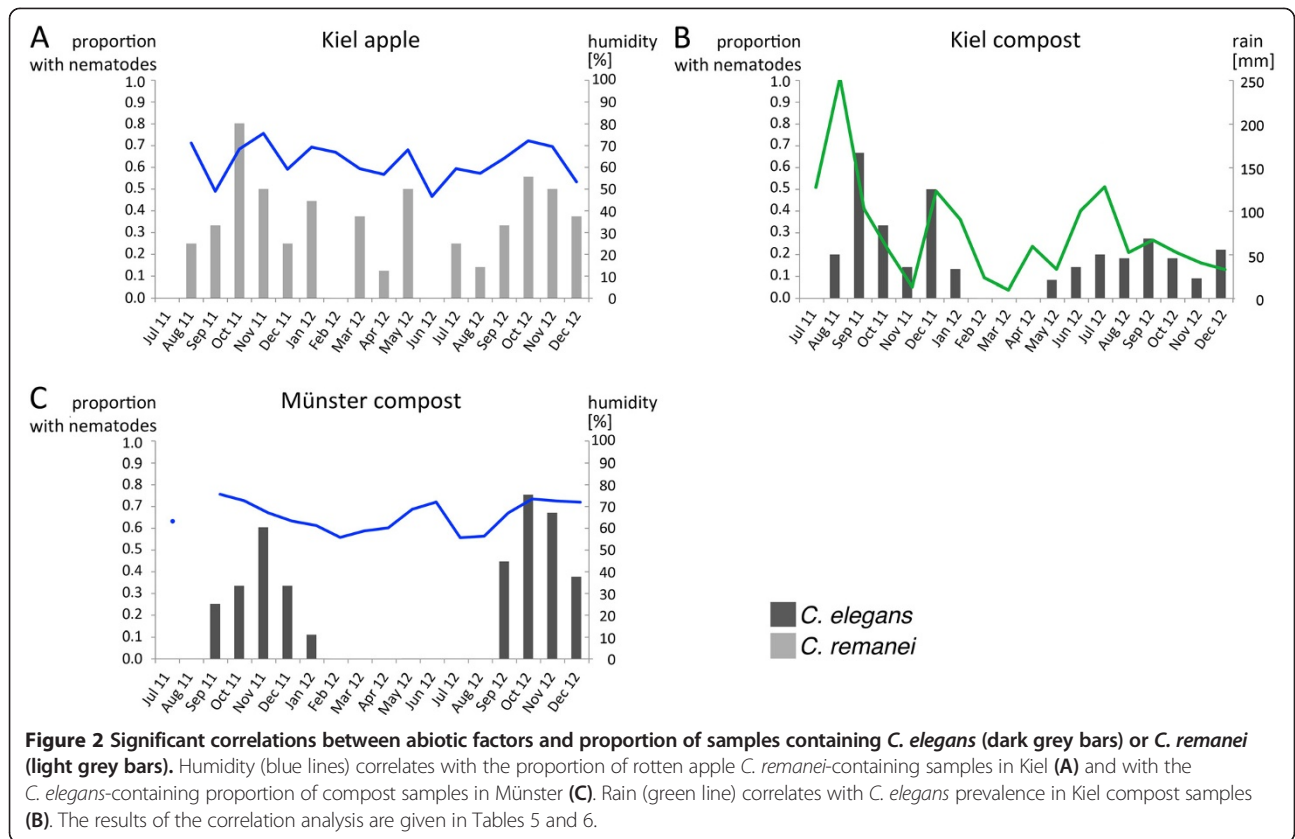 A
proportion
with nematodes
Kiel apple
humidity
[%]
1.0
0.9
0.8
0.7
0.6
0.5
0.4
0.3
0.2
0.1
0.0
100
90
80
70
60
50
40
30
20
10
0
Jul 11
Aug 11
Sep 11
Oct 11
Nov 11
Dec 11
Jan 12
Feb 12
Mar 12
Apr 12
May 12
Jun 12
Jul 12
Aug 12
Sep 12
Oct 12
Nov 12
Dec 12
B
proportion
with nematodes
Kiel compost
rain
[mm]
1.0
0.9
0.8
0.7
0.6
0.5
0.4
0.3
0.2
0.1
0.0
250
200
150
100
50
0
Jul 11
Aug 11
Sep 11
Oct 11
Nov 11
Dec 11
Jan 12
Feb 12
Mar 12
Apr 12
May 12
Jun 12
Jul 12
Aug 12
Sep 12
Oct 12
Nov 12
Dec 12
C
proportion
with nematodes
Münster compost
humidity
[%]
1.0
0.9
0.8
0.7
0.6
0.5
0.4
0.3
0.2
0.1
0.0
100
90
80
70
60
50
40
30
20
10
0
Jul 11
Aug 11
Sep 11
Oct 11
Nov 11
Dec 11
Jan 12
Feb 12
Mar 12
Apr 12
May 12
Jun 12
Jul 12
Aug 12
Sep 12
Oct 12
Nov 12
Dec 12
C. elegans
C. remanei
Figure 2 Significant correlations between abiotic factors and proportion of samples containing C. elegans (dark grey bars) or C. remanei
(light grey bars). Humidity (blue lines) correlates with the proportion of rotten apple C. remanei-containing samples in Kiel (A) and with the
C. elegans-containing proportion of compost samples in Münster (C). Rain (green line) correlates with C. elegans prevalence in Kiel compost samples
(B). The results of the correlation analysis are given in Tables 5 and 6.